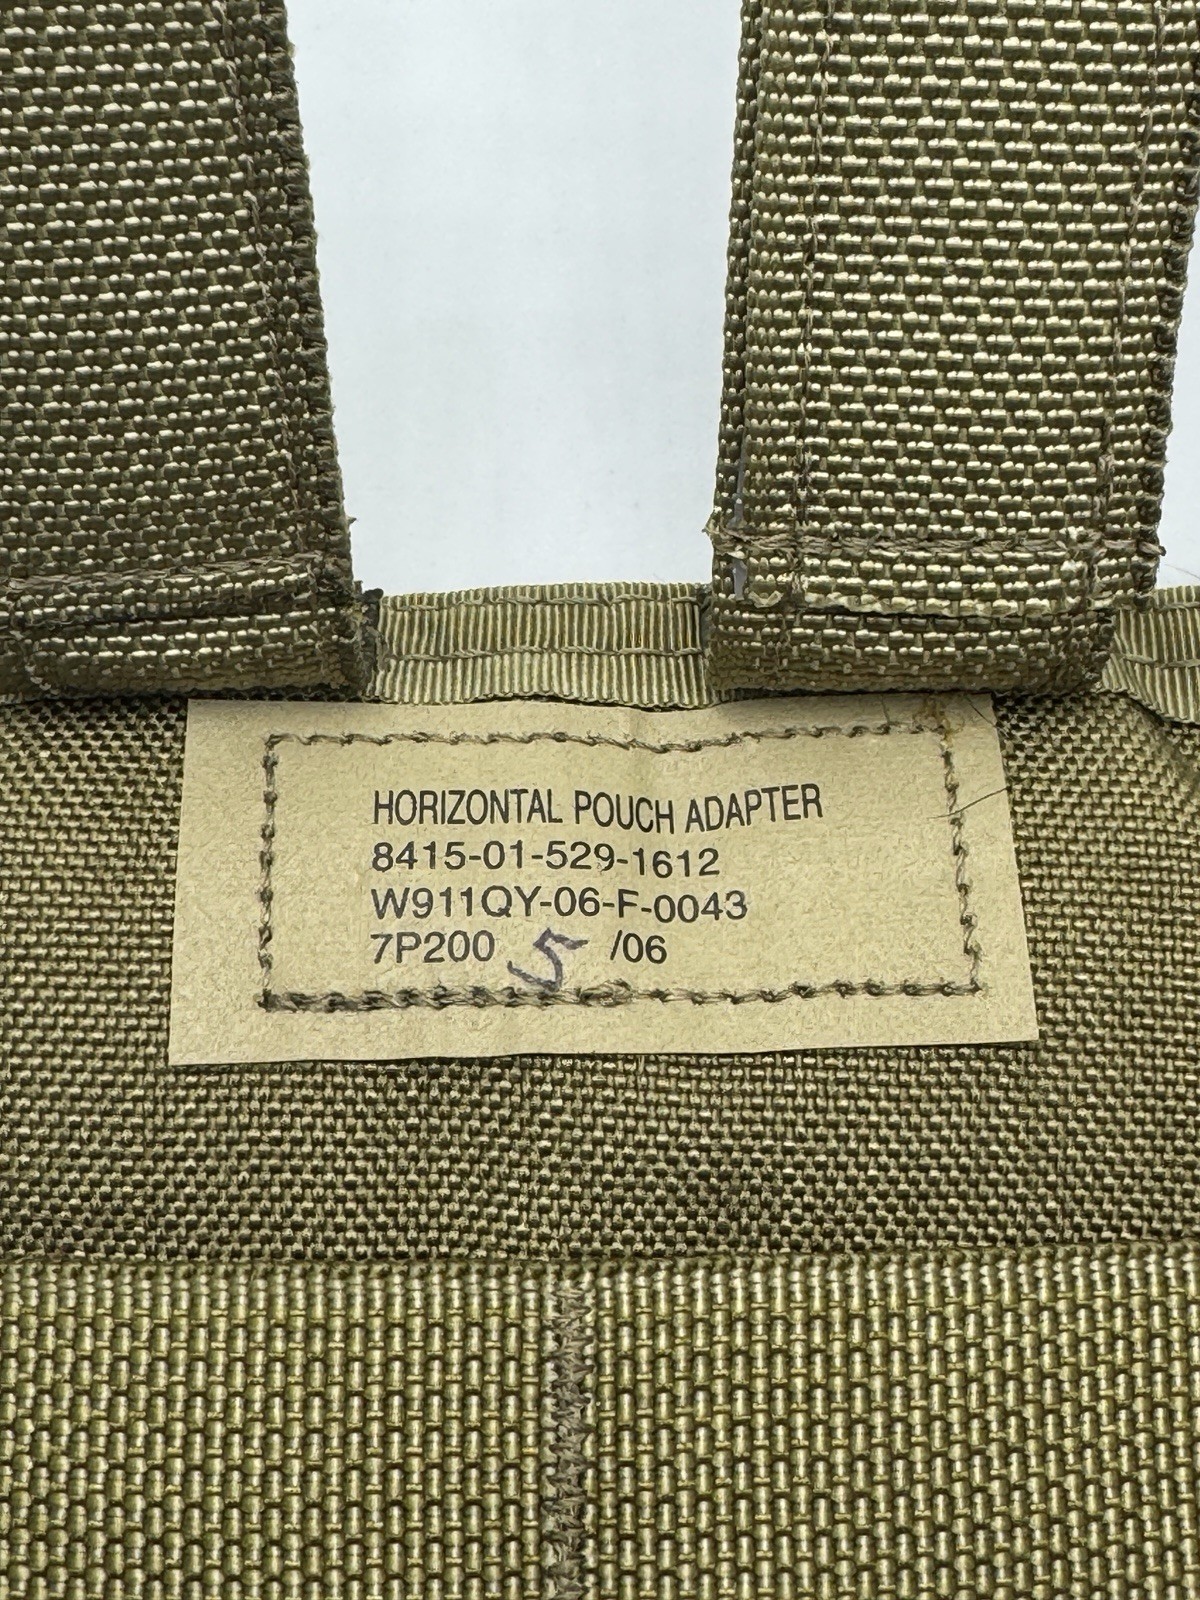 HORIZONTAL POUCH ADAPTER
8415-01-529-1612
W911QY-06-F-0043
7P200 5 /06